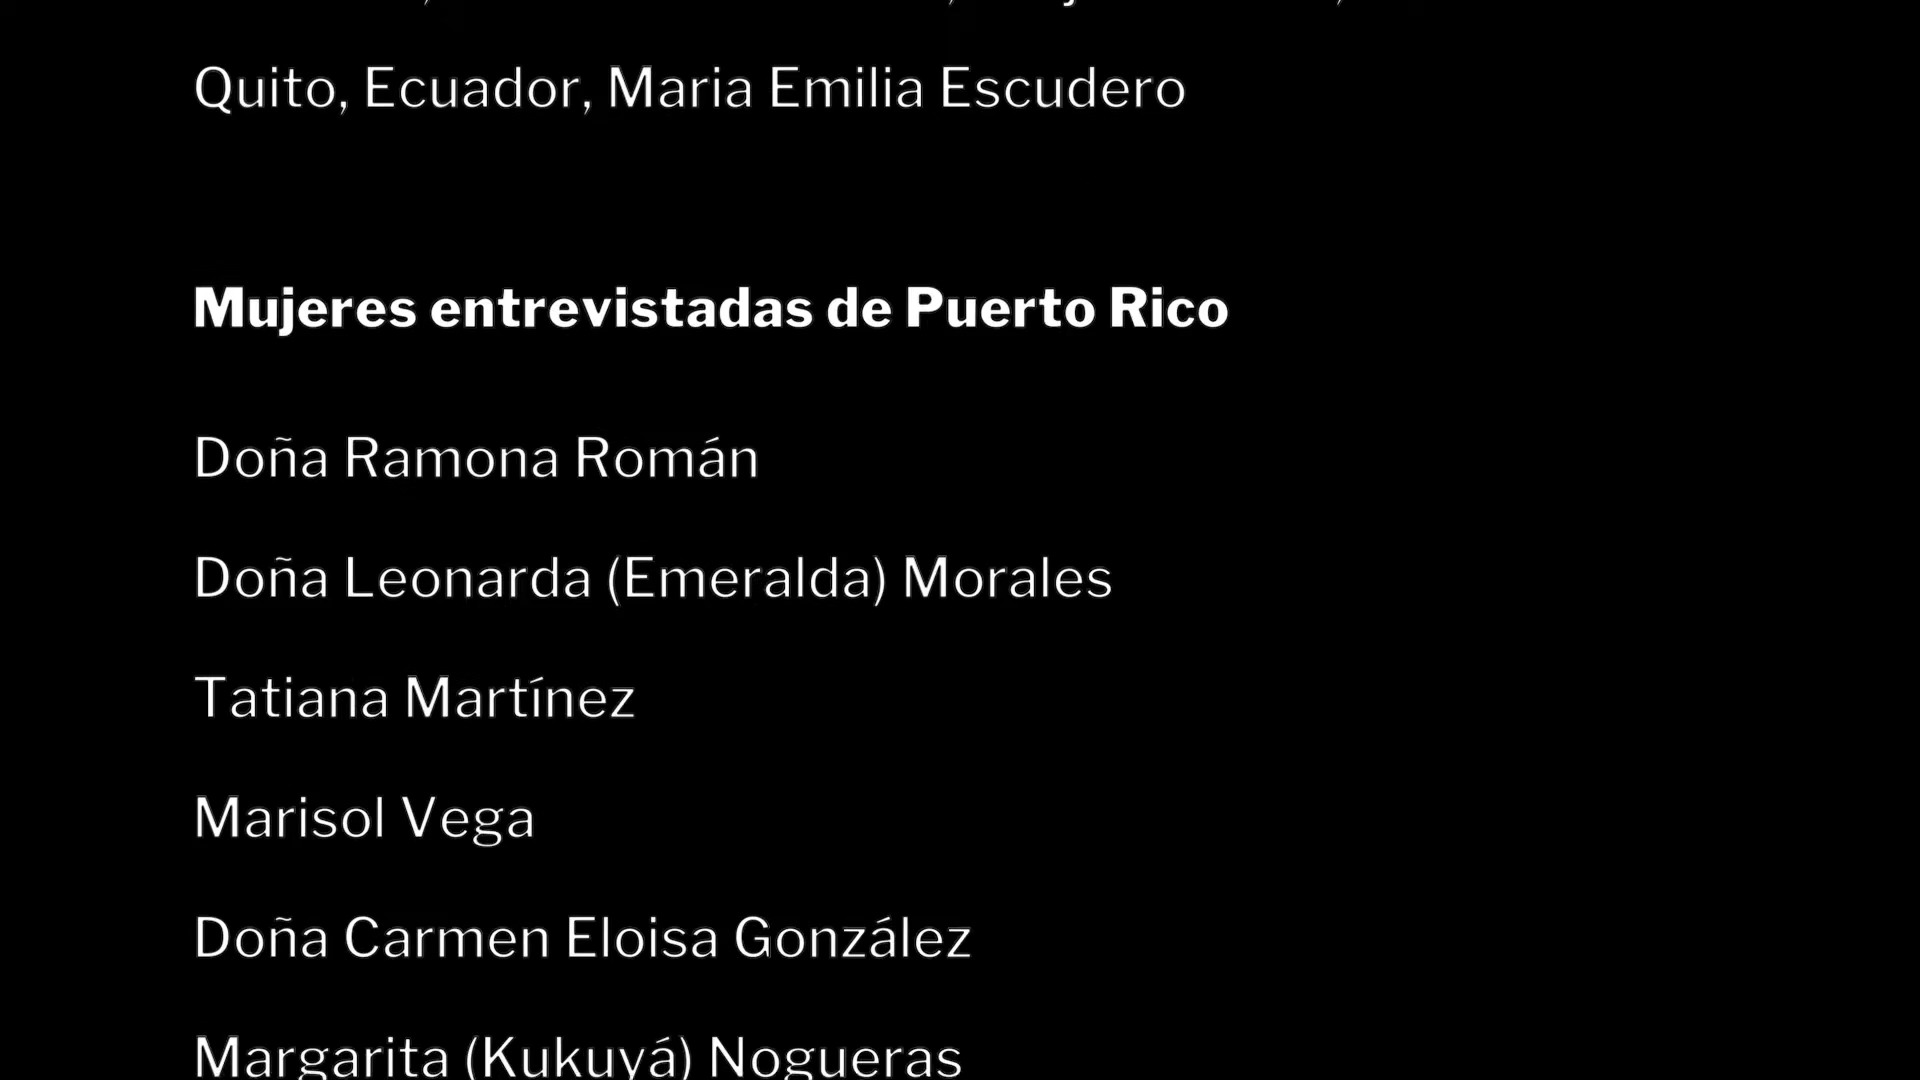 Quito, Ecuador, Maria Emilia Escudero
Mujeres entrevistadas de Puerto Rico
Doña Ramona Román
Doña Leonarda (Emeralda) Morales
Tatiana Martínez
Marisol Vega
Doña Carmen Eloisa González
Margarita (Kukuyá) Nogueras